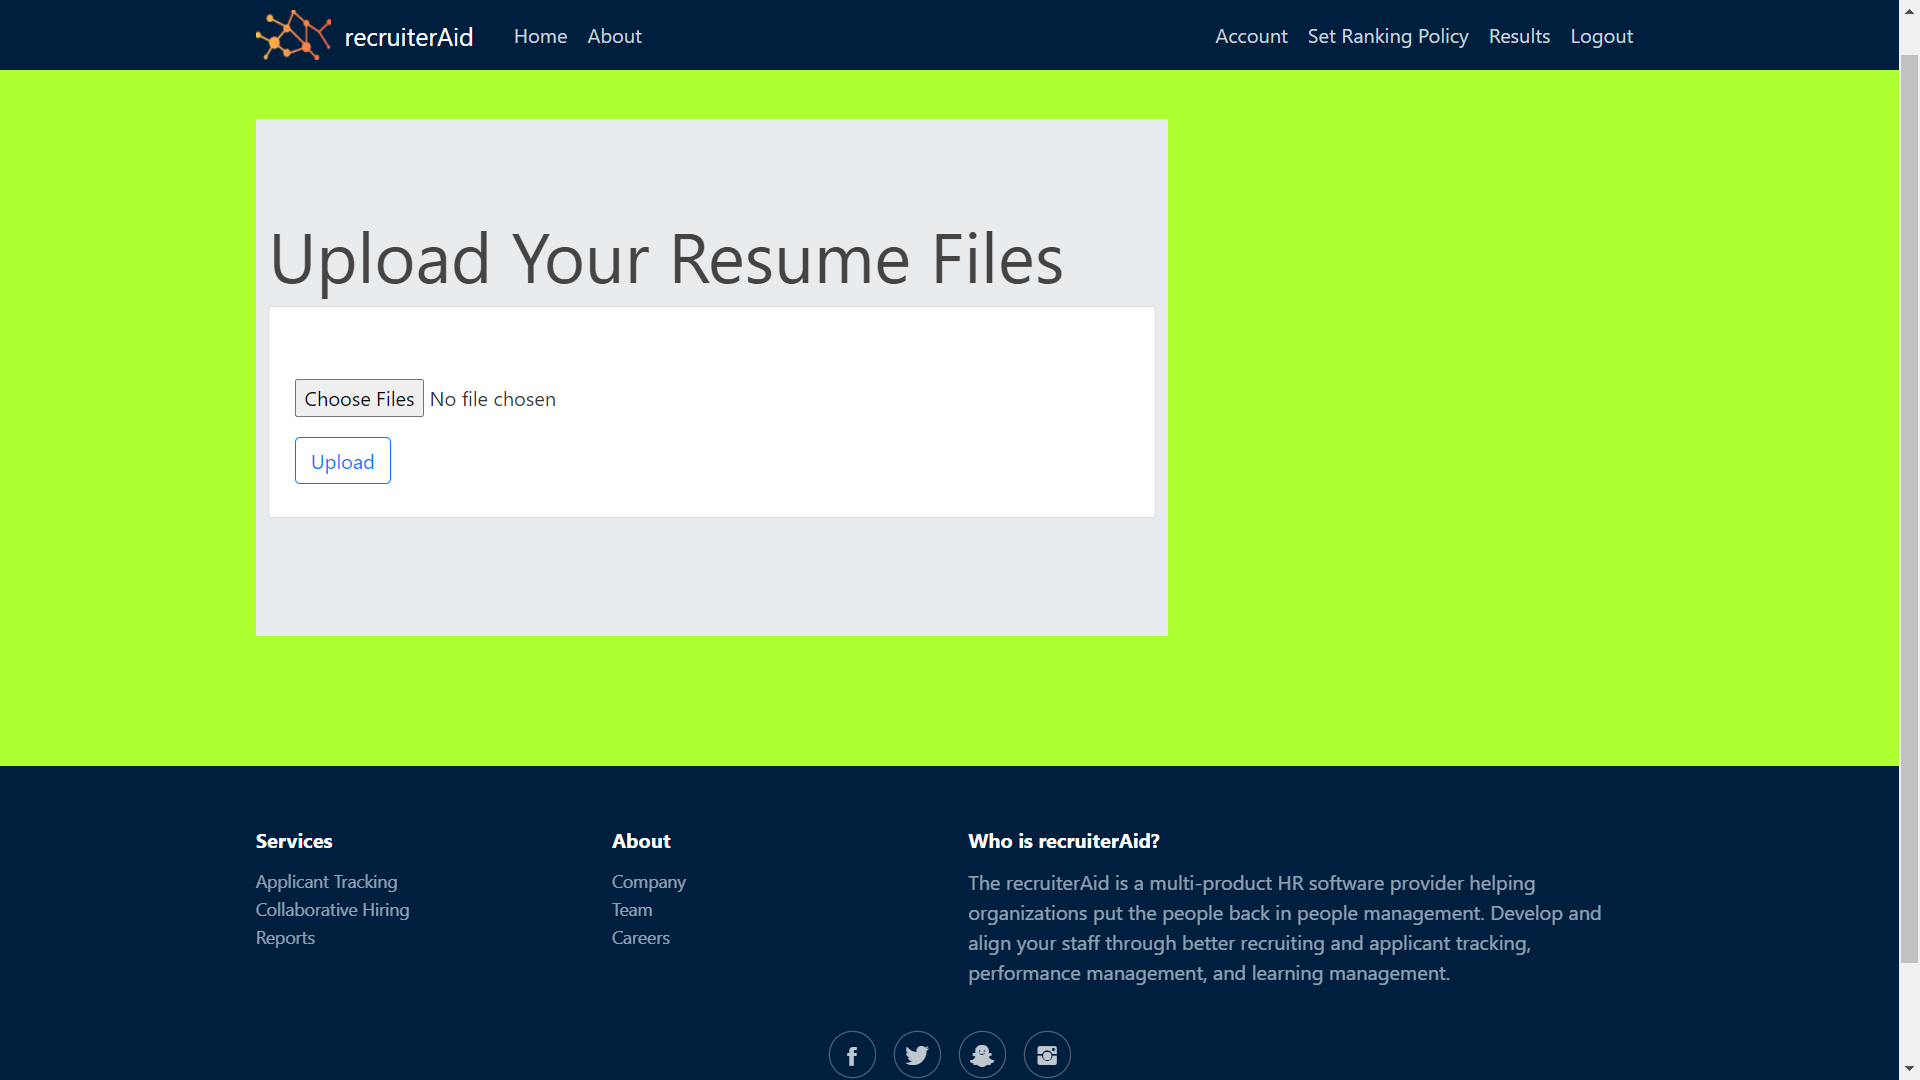 recruiterAid
Home
About
Account
Set Ranking Policy
Results
Logout
Upload Your Resume Files
Choose Files No file chosen
Upload
Services
Applicant Tracking
Collaborative Hiring
Reports
About
Company
Team
Careers
Who is recruiterAid?
The recruiterAid is a multi-product HR software provider helping
organizations put the people back in people management. Develop and
align your staff through better recruiting and applicant tracking,
performance management, and learning management.